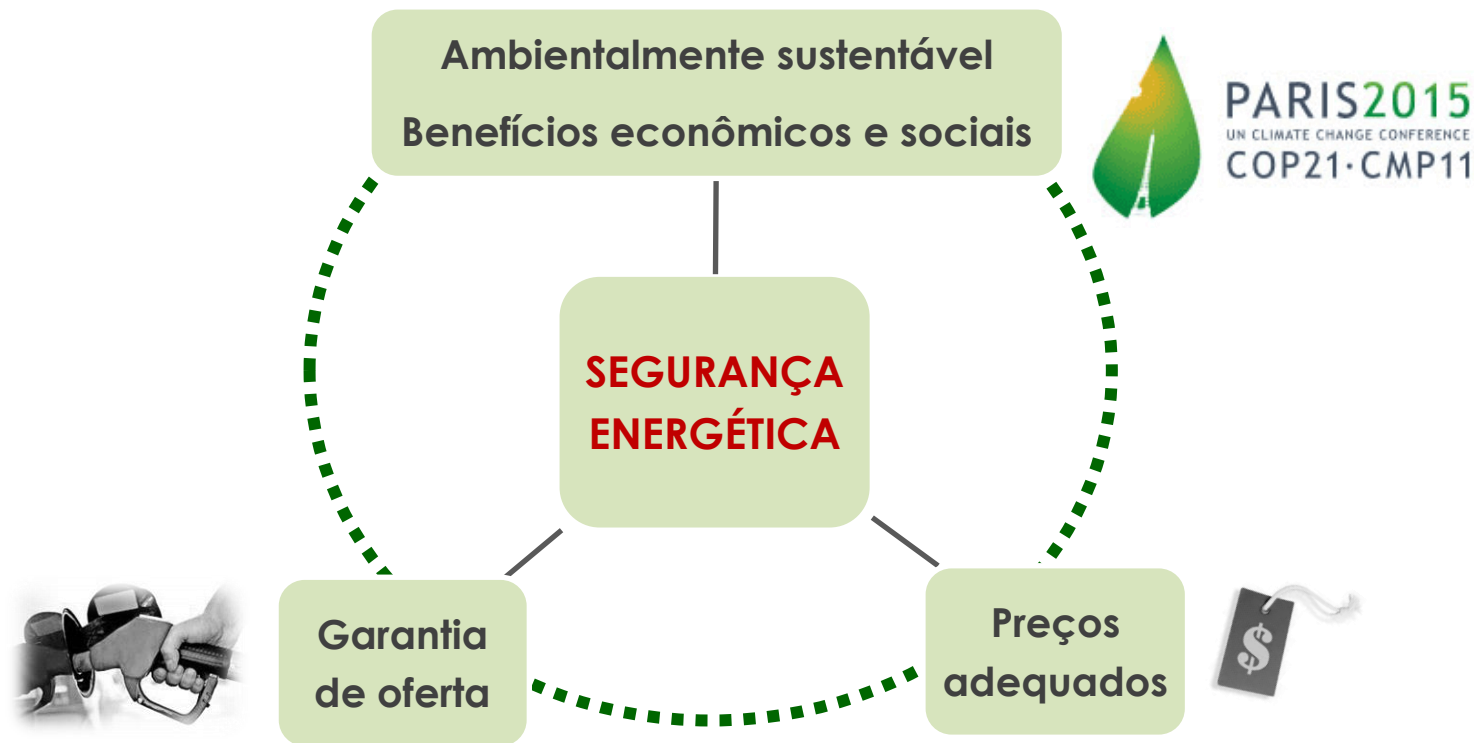 Ambientalmente sustentável
Benefícios econômicos e sociais
PARIS2015
UN CLIMATE CHANGE CONFERENCE
COP21·CMP11
SEGURANÇA
ENERGÉTICA
Garantia
de oferta
Preços
adequados
$